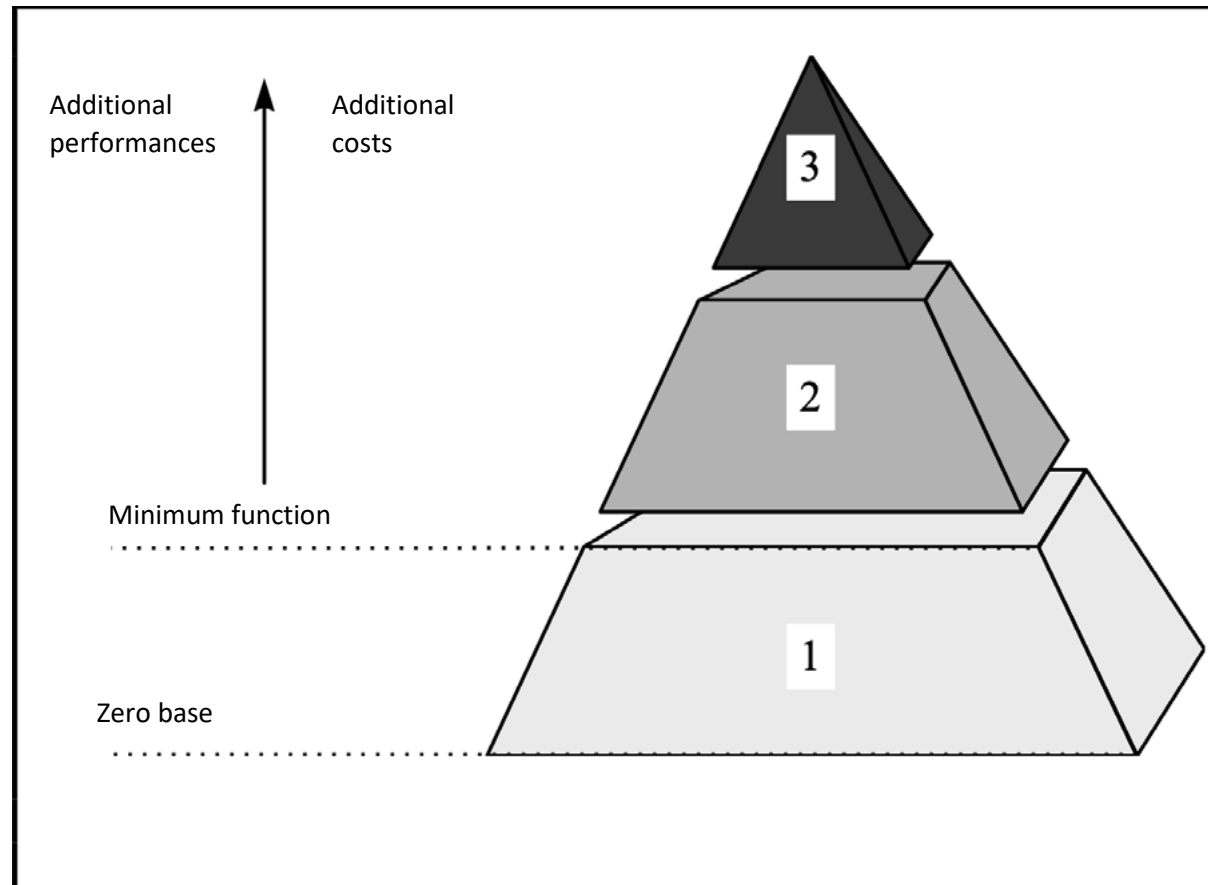 Additional
performances
Additional
costs
3
2
Minimum function
1
Zero base